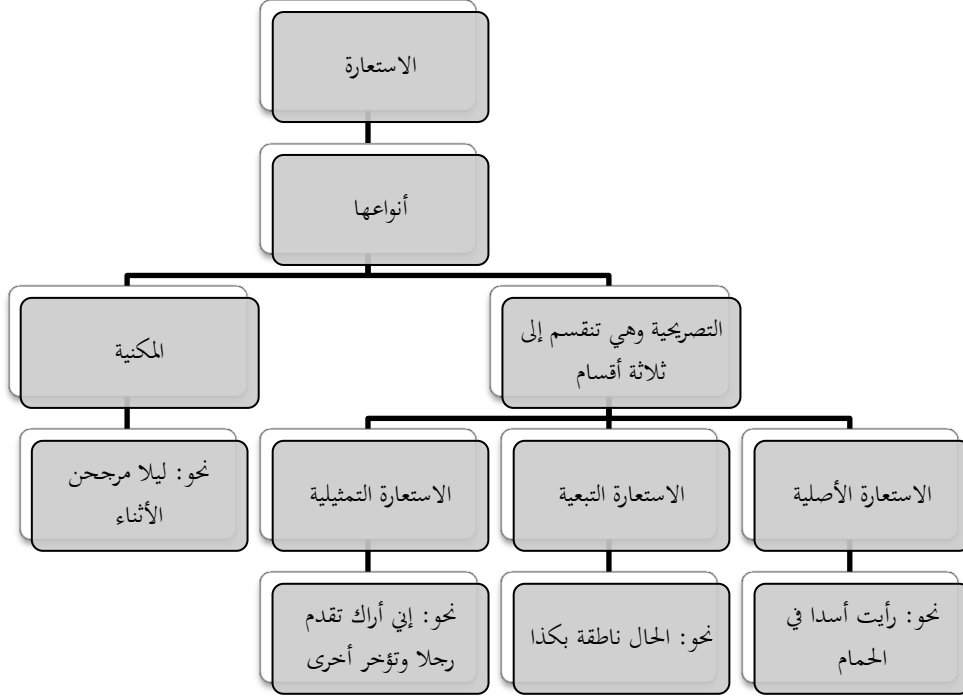 الاستعارة
أنواعها
التصريحية وهي تنقسم إلى
ثلاثة أقسام
المكنية
الاستعارة الأصلية
الاستعارة التبعية
الاستعارة التمثيلية
نحو: ليلا مرجحن
الأثناء
نحو: رأيت أسدا في
الحمام
نحو: الحال ناطقة بكذا
نحو: إني أراك تقدم
رجلا وتؤخر أخرى